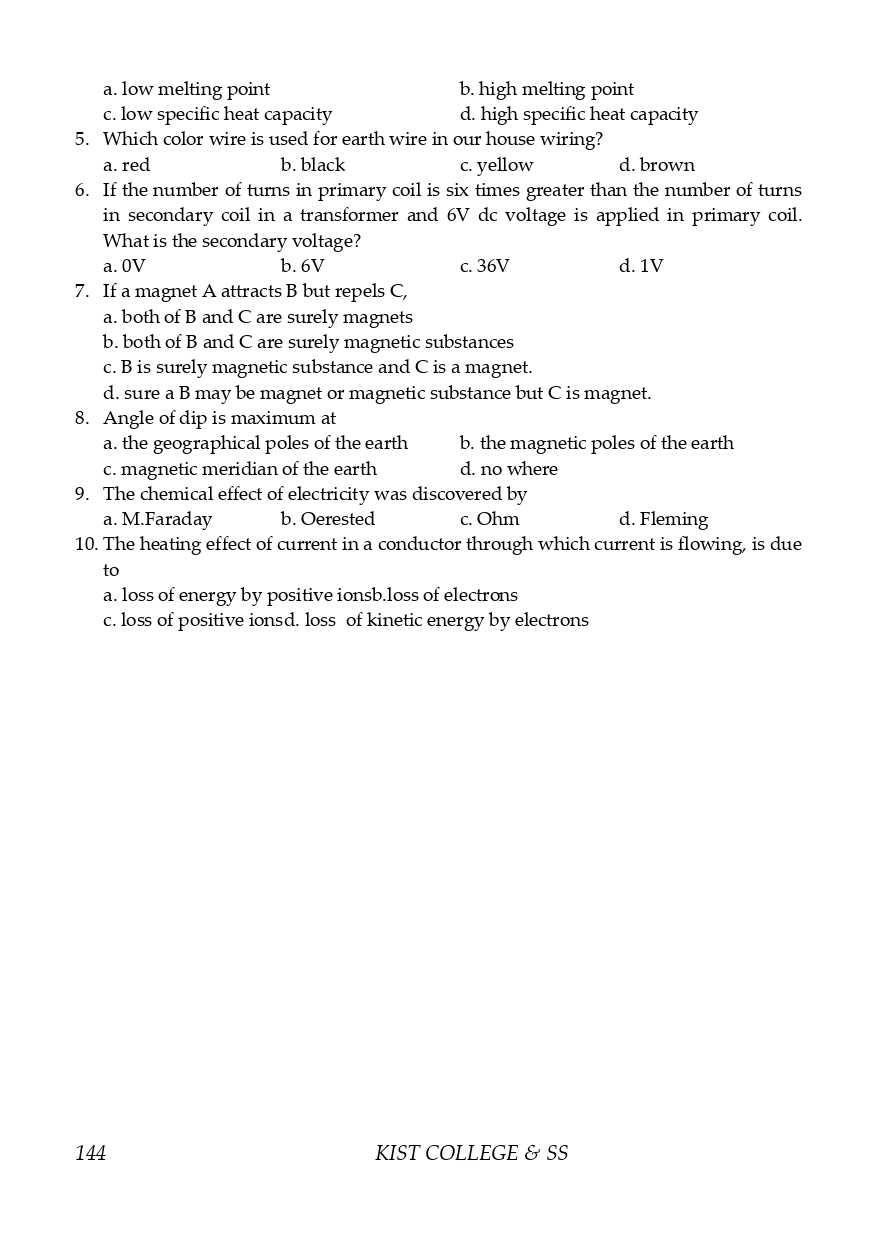 a. low melting point b. high melting point
c. low specific heat capacity d. high specific heat capacity
5. Which color wire is used for earth wire in our house wiring?
a. red b. black c. yellow d. brown
6. If the number of turns in primary coil is six times greater than the number of turns
in secondary coil in a transformer and 6V dc voltage is applied in primary coil.
What is the secondary voltage?
a. 0V b. 6V c. 36V d. 1V
7. If a magnet A attracts B but repels C,
a. both of B and C are surely magnets
b. both of B and C are surely magnetic substances
c. B is surely magnetic substance and C is a magnet.
d. sure a B may be magnet or magnetic substance but C is magnet.
8. Angle of dip is maximum at
a. the geographical poles of the earth b. the magnetic poles of the earth
c. magnetic meridian of the earth d. no where
9. The chemical effect of electricity was discovered by
a. M.Faraday b. Oerested c. Ohm d. Fleming
10. The heating effect of current in a conductor through which current is flowing, is due
to
a. loss of energy by positive ionsb.loss of electrons
c. loss of positive ionsd. loss of kinetic energy by electrons
144 KIST COLLEGE & SS